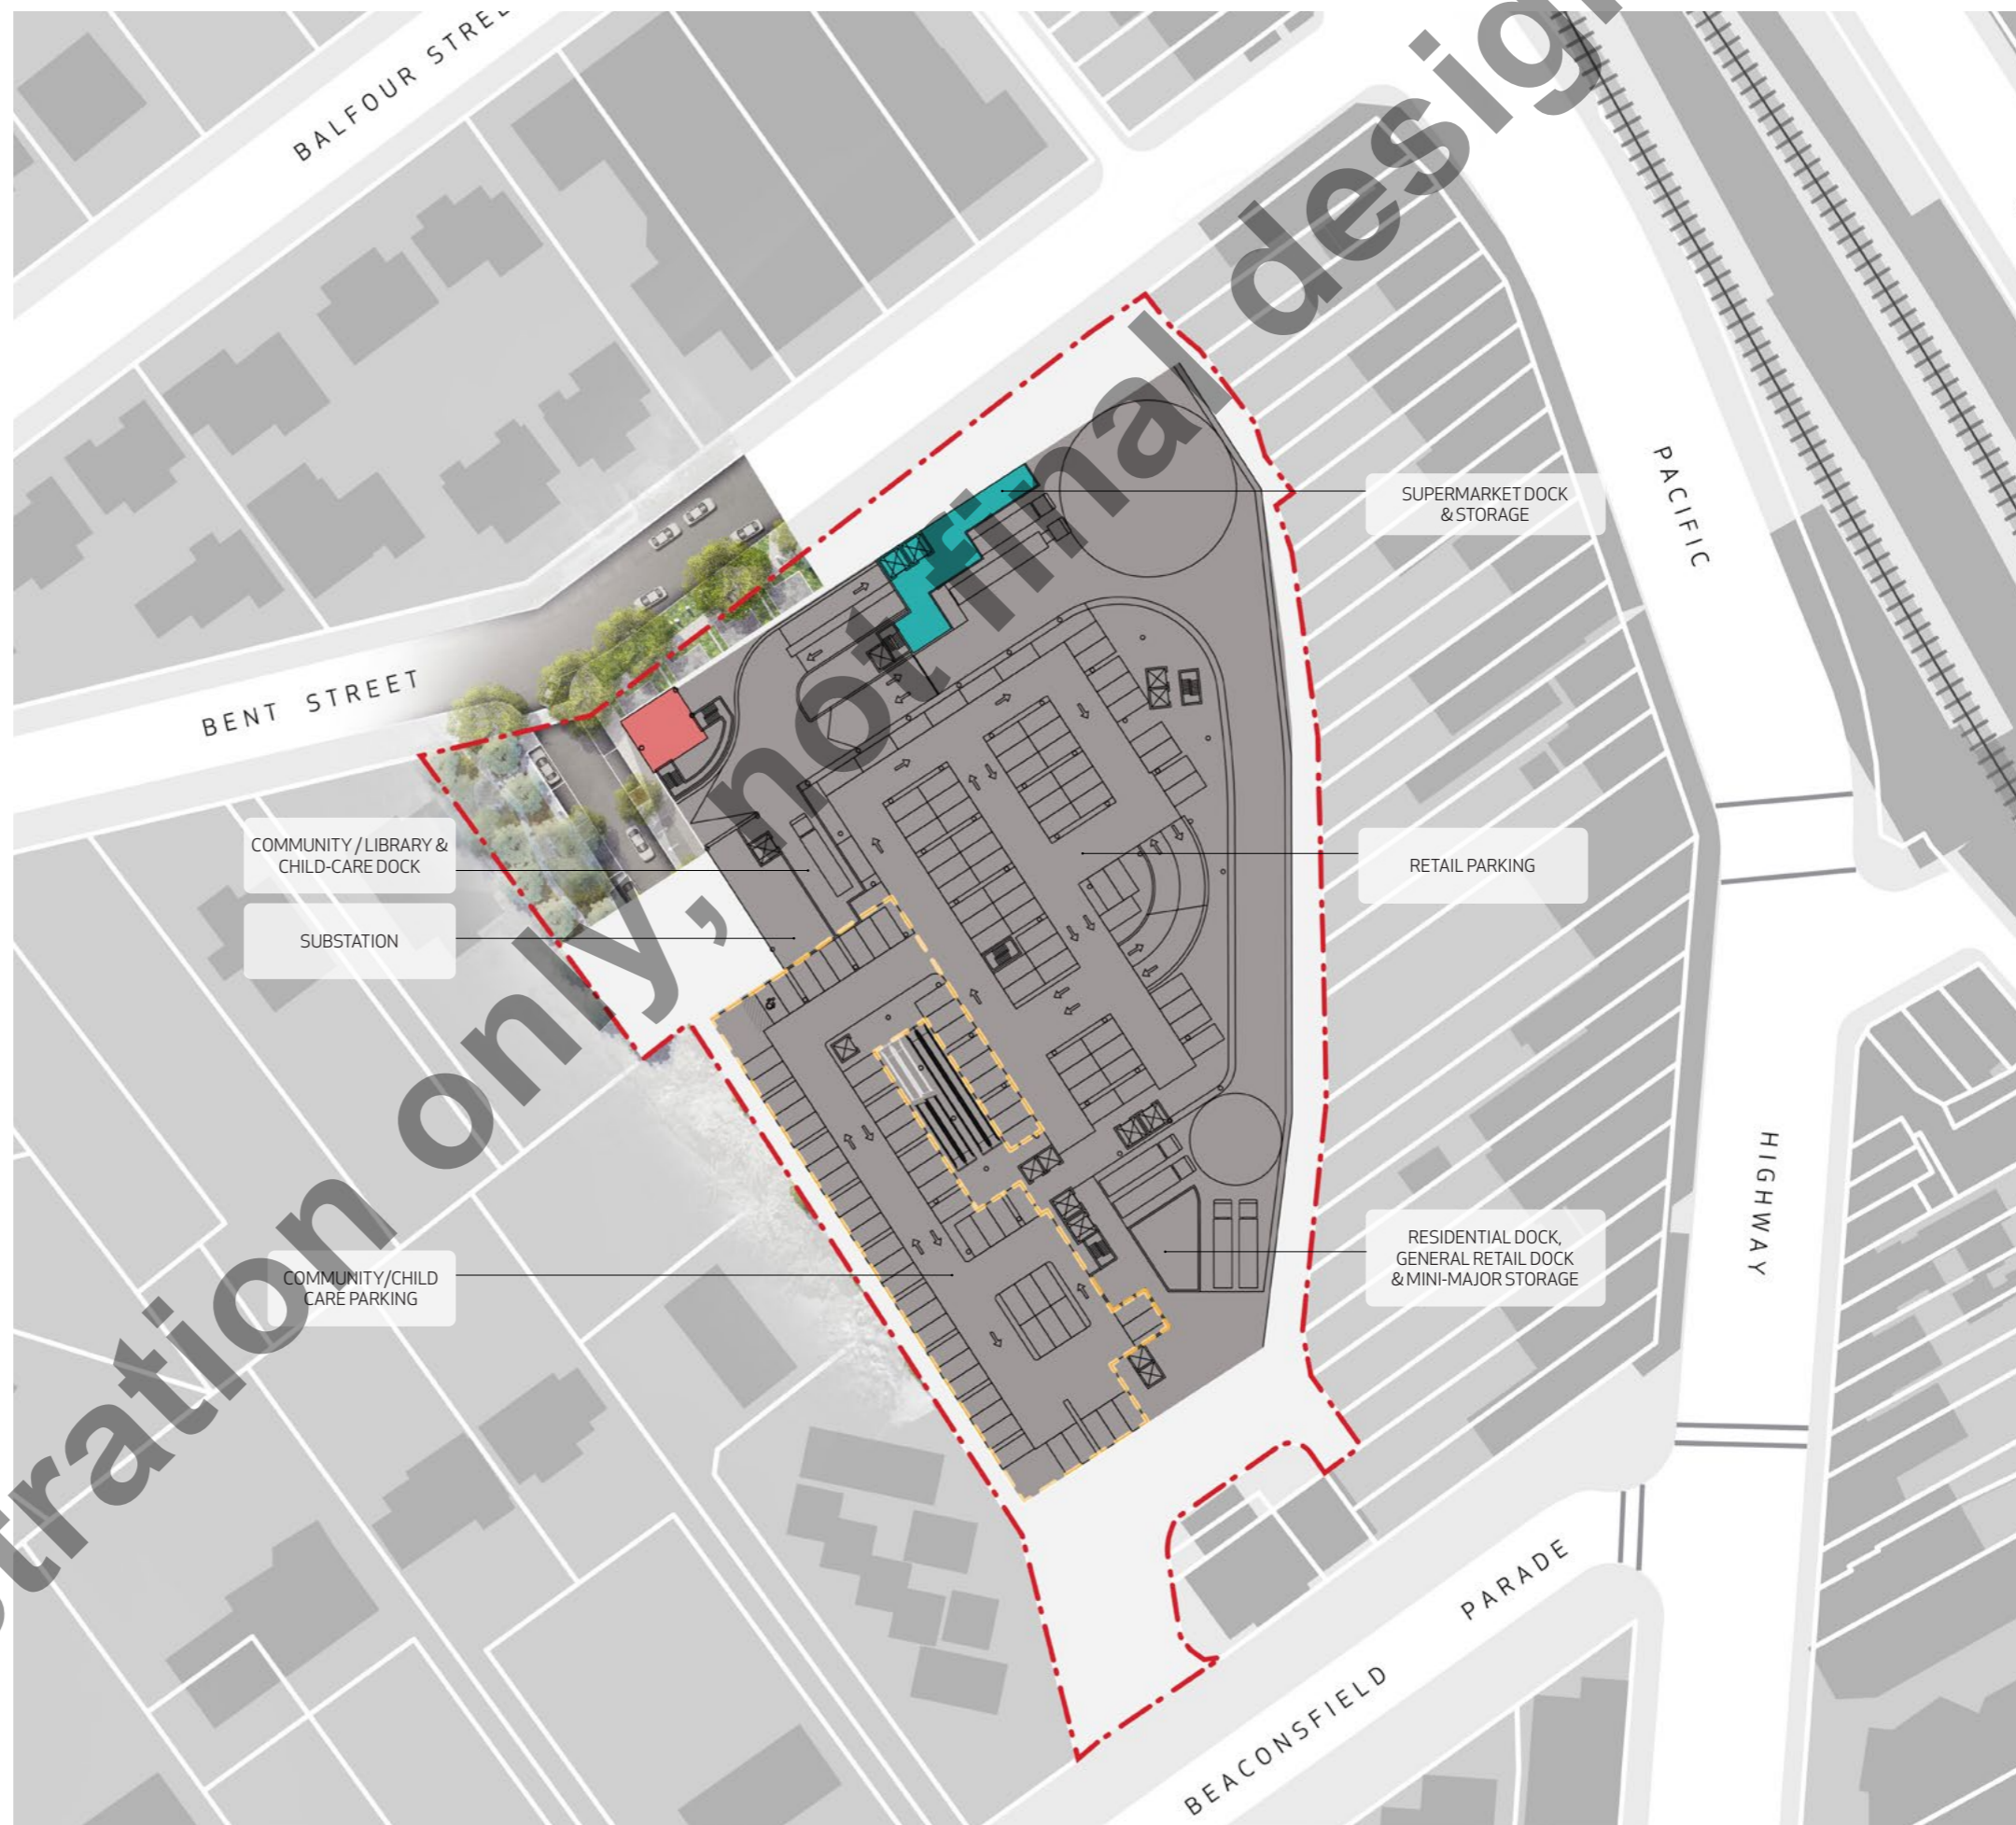 BALFOUR STREE
BENT STREET
PACIFIC
HIGHWAY
BEACONSFIELD PARADE
SUPERMARKET DOCK
& STORAGE
COMMUNITY / LIBRARY &
CHILD-CARE DOCK
RETAIL PARKING
SUBSTATION
RESIDENTIAL DOCK,
GENERAL RETAIL DOCK
& MINI-MAJOR STORAGE
COMMUNITY/CHILD
CARE PARKING
tration only, not final desig